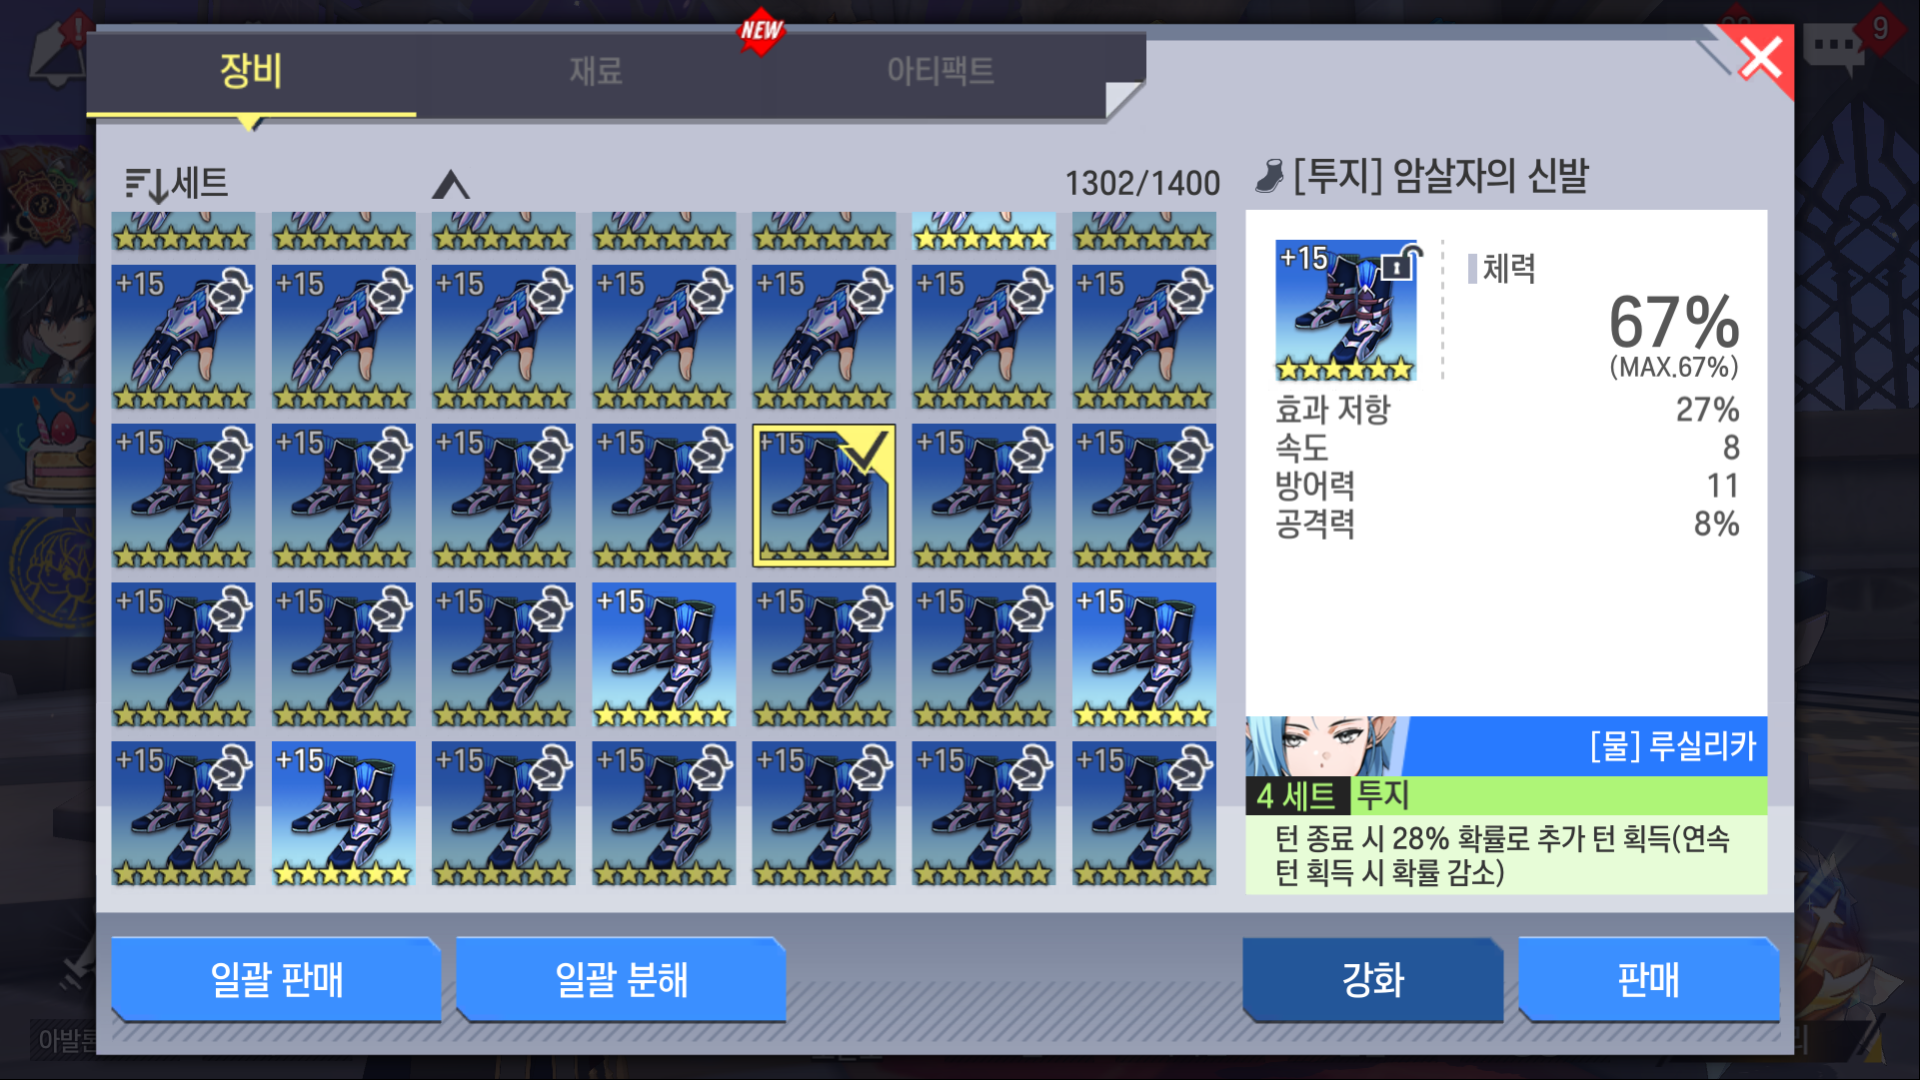 장비
재료
NEW
아티팩트
9
세트
1302/1400
[투지] 암살자의 신발
+15 +15 +15 +15 +15 +15 +15
+15 +15 +15 +15 +15 +15 +15
+15 +15 +15 +15 +15 +15 +15
+15 +15 +15 +15 +15 +15 +15
+15
체력
67%
(MAX.67%)
효과 저항 27%
속도 8
방어력 11
공격력 8%
[물] 루실리카
4 세트 투지
턴 종료 시 28% 확률로 추가 턴 획득(연속
턴 획득 시 확률 감소)
일괄 판매
일괄 분해
강화
판매
아발론